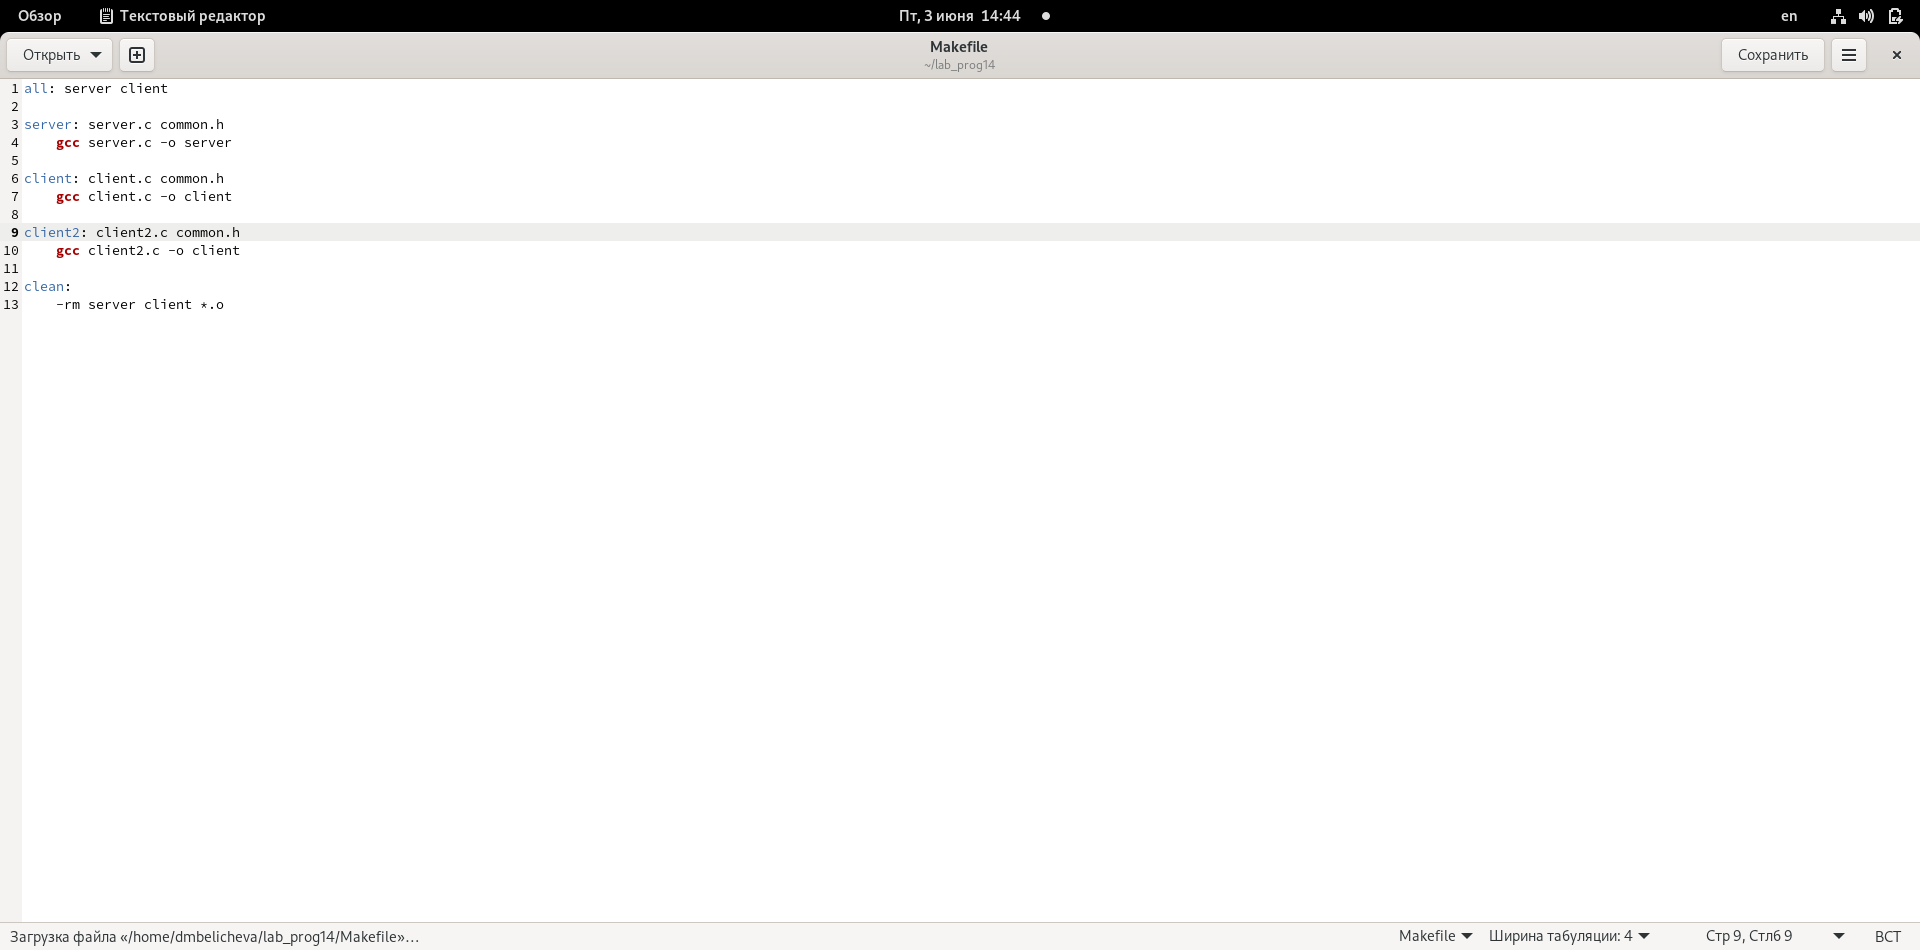 Обзор Текстовый редактор Пт, 3 июня 14:44 en
Открыть Makefile Сохранить
~/lab_prog14
1 all: server client
2
3 server: server.c common.h
4 gcc server.c -o server
5
6 client: client.c common.h
7 gcc client.c -o client
8
9 client2: client2.c common.h
10 gcc client2.c -o client
11
12 clean:
13 -rm server client *.o
Загрузка файла «/home/dmbelicheva/lab_prog14/Makefile»… Makefile Ширина табуляции: 4 Стр 9, Стлб 9 ВСТ